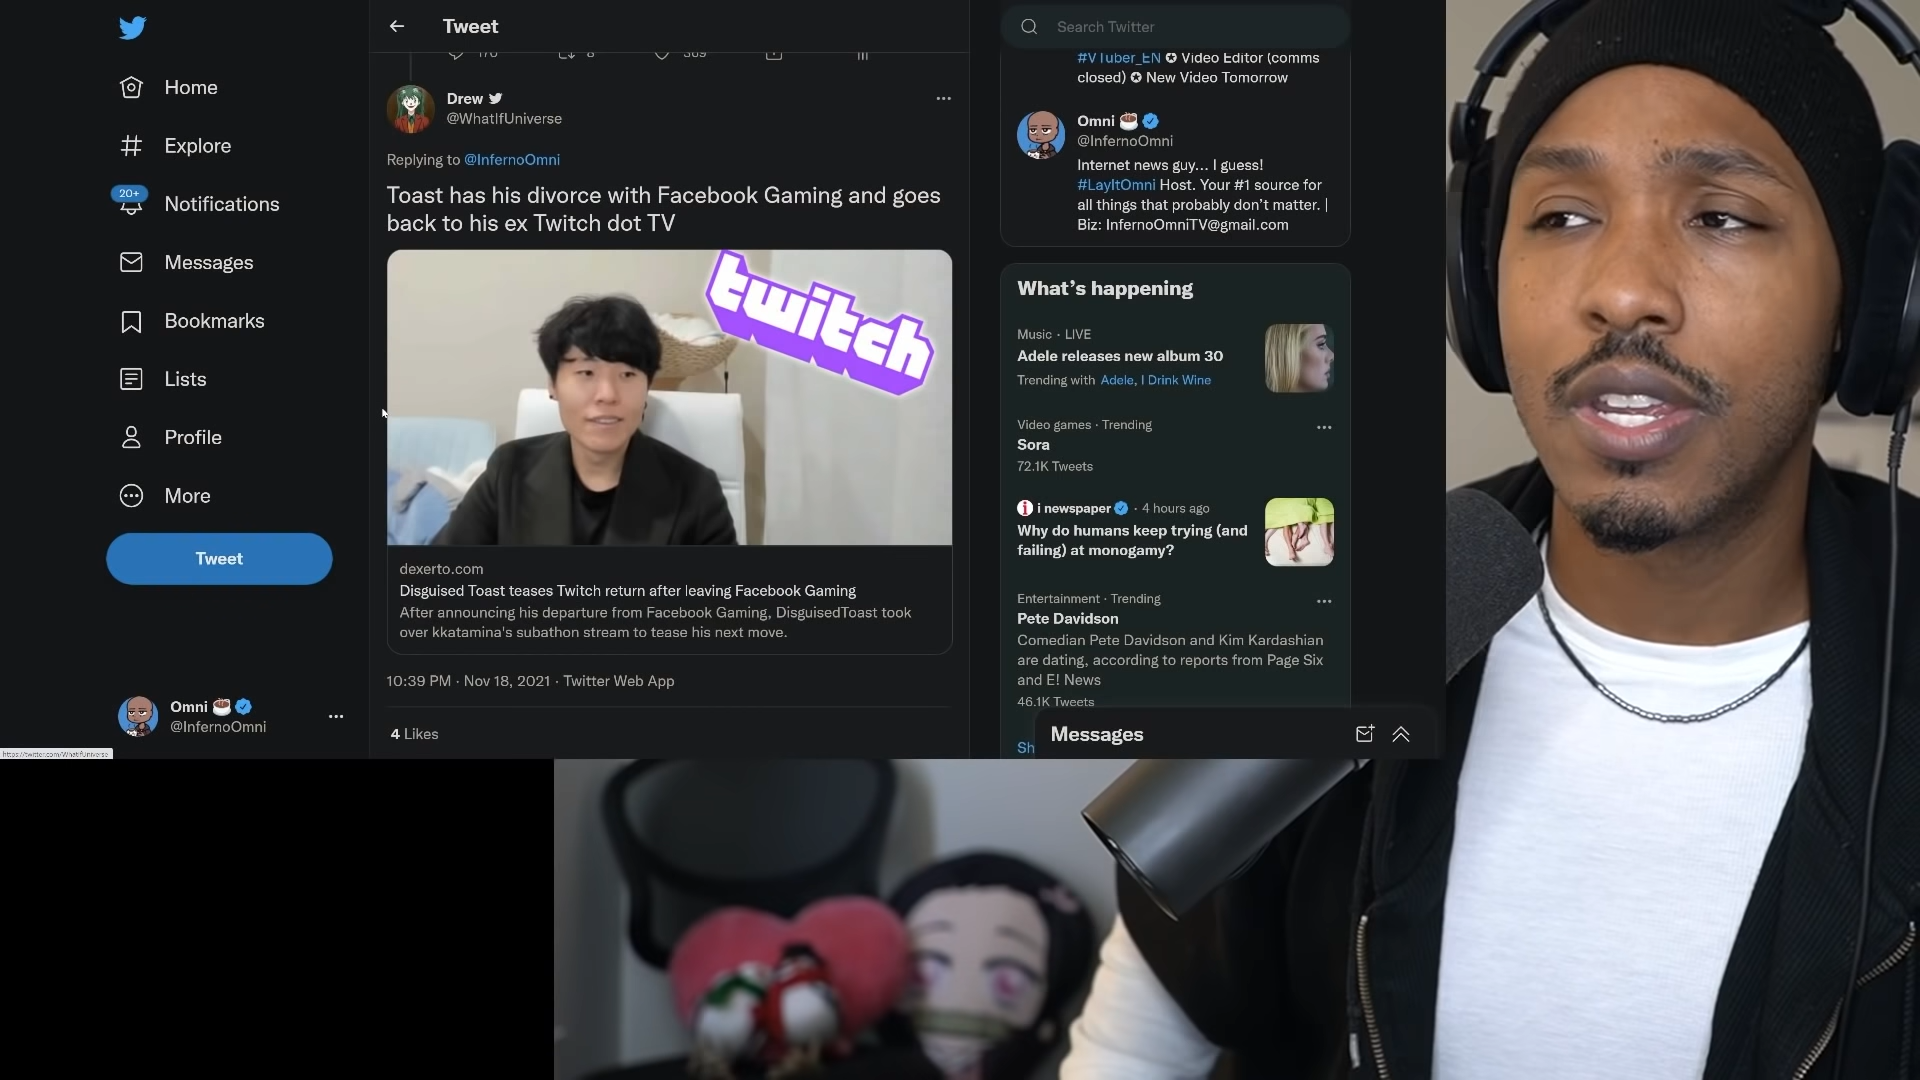 Home
Explore
20+
Notifications
Messages
Bookmarks
Lists
Profile
More
Tweet
Omni
@InfernoOmni
https://twitter.com/WhatIfUniverse
Tweet
170
8
369
Drew
@WhatIfUniverse
Replying to @InfernoOmni
Toast has his divorce with Facebook Gaming and goes
back to his ex Twitch dot TV
twitch
dexerto.com
Disguised Toast teases Twitch return after leaving Facebook Gaming
After announcing his departure from Facebook Gaming, DisguisedToast took
over kkatamina's subathon stream to tease his next move.
10:39 PM · Nov 18, 2021 · Twitter Web App
4 Likes
Search Twitter
#VTuber_EN ✪ Video Editor (comms
closed) ✪ New Video Tomorrow
Omni
@InfernoOmni
Internet news guy... I guess!
#LayItOmni Host. Your #1 source for
all things that probably don't matter. |
Biz: InfernoOmniTV@gmail.com
What's happening
Music · LIVE
Adele releases new album 30
Trending with Adele, I Drink Wine
Video games · Trending
Sora
72.1K Tweets
i newspaper · 4 hours ago
Why do humans keep trying (and
failing) at monogamy?
Entertainment · Trending
Pete Davidson
Comedian Pete Davidson and Kim Kardashian
are dating, according to reports from Page Six
and E! News
46.1K Tweets
Sh
Messages